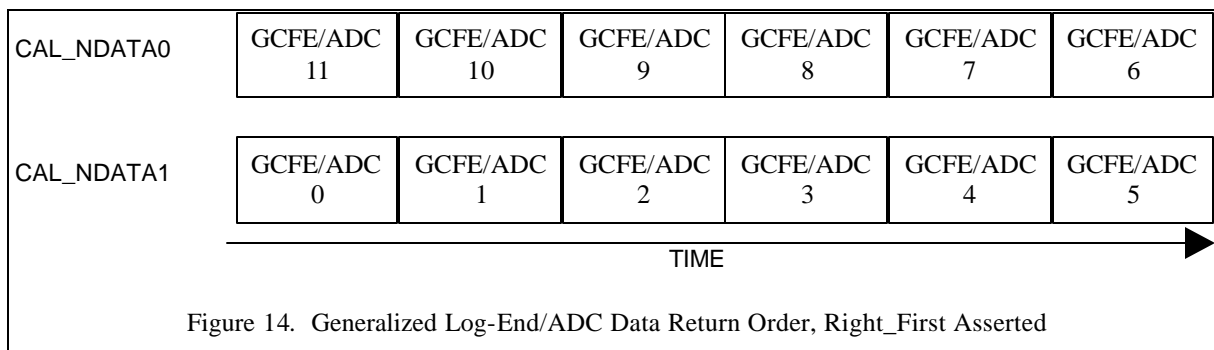 CAL_NDATA0 GCFE/ADC GCFE/ADC GCFE/ADC GCFE/ADC GCFE/ADC GCFE/ADC
11 10 9 8 7 6
CAL_NDATA1 GCFE/ADC GCFE/ADC GCFE/ADC GCFE/ADC GCFE/ADC GCFE/ADC
0 1 2 3 4 5
TIME
Figure 14. Generalized Log-End/ADC Data Return Order, Right_First Asserted